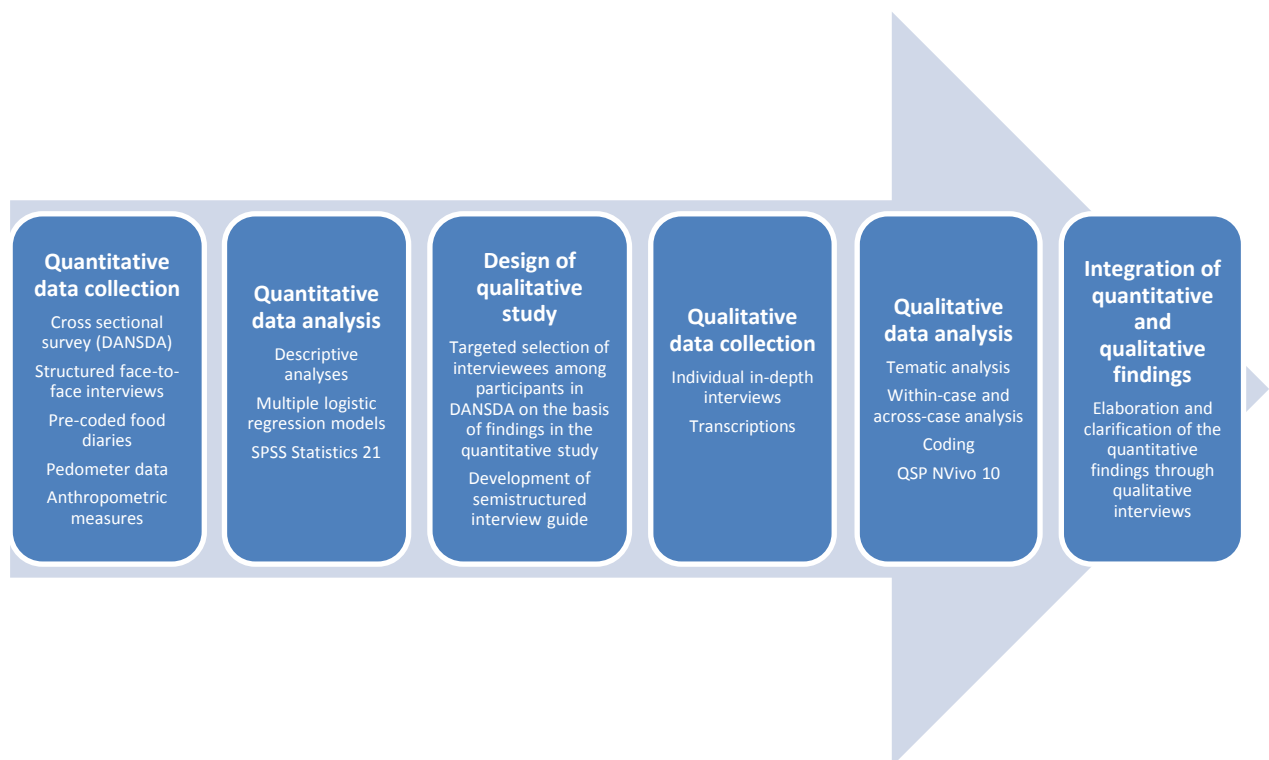 Quantitative
data collection
Cross sectional
survey (DANSDA)
Structured face-to-
face interviews
Pre-coded food
diaries
Pedometer data
Anthropometric
measures
Quantitative
data analysis
Descriptive
analyses
Multiple logistic
regression models
SPSS Statistics 21
Design of
qualitative
study
Targeted selection of
interviewees among
participants in
DANSDA on the basis
of findings in the
quantitative study
Development of
semistructured
interview guide
Qualitative
data collection
Individual in-depth
interviews
Transcriptions
Qualitative
data analysis
Tematic analysis
Within-case and
across-case analysis
Coding
QSP NVivo 10
Integration of
quantitative
and
qualitative
findings
Elaboration and
clarification of the
quantitative
findings through
qualitative
interviews